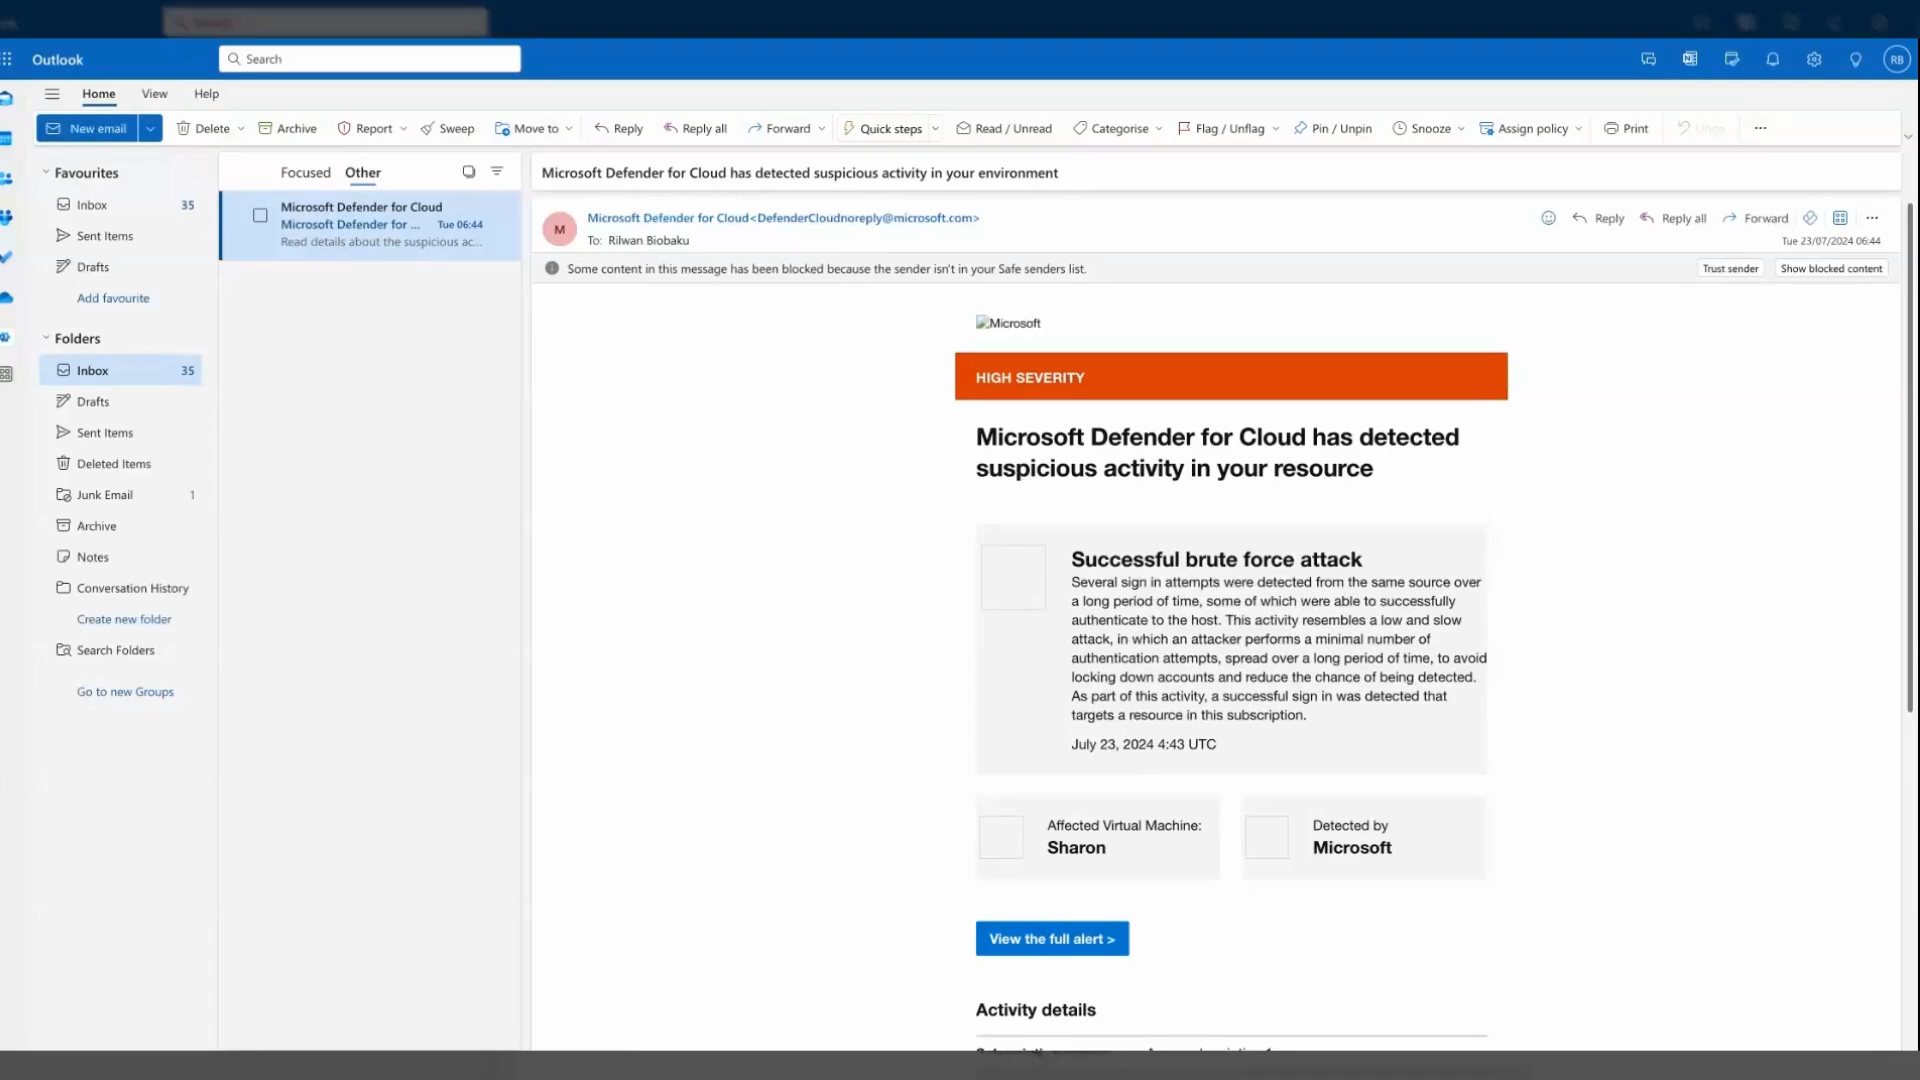 Outlook
Search
RB
Home
View
Help
New email
Delete
Archive
Report
Sweep
Move to
Reply
Reply all
Forward
Quick steps
Read / Unread
Categorise
Flag / Unflag
Pin / Unpin
Snooze
Assign policy
Print
Undo
Favourites
Inbox 35
Sent Items
Drafts
Add favourite
Folders
Inbox 35
Drafts
Sent Items
Deleted Items
Junk Email 1
Archive
Notes
Conversation History
Create new folder
Search Folders
Go to new Groups
Focused
Other
Microsoft Defender for Cloud
Microsoft Defender for ... Tue 06:44
Read details about the suspicious ac...
Microsoft Defender for Cloud has detected suspicious activity in your environment
M
Microsoft Defender for Cloud<DefenderCloudnoreply@microsoft.com>
To: Rilwan Biobaku
Reply
Reply all
Forward
Tue 23/07/2024 06:44
Some content in this message has been blocked because the sender isn't in your Safe senders list.
Trust sender
Show blocked content
Microsoft
HIGH SEVERITY
Microsoft Defender for Cloud has detected
suspicious activity in your resource
Successful brute force attack
Several sign in attempts were detected from the same source over
a long period of time, some of which were able to successfully
authenticate to the host. This activity resembles a low and slow
attack, in which an attacker performs a minimal number of
authentication attempts, spread over a long period of time, to avoid
locking down accounts and reduce the chance of being detected.
As part of this activity, a successful sign in was detected that
targets a resource in this subscription.
July 23, 2024 4:43 UTC
Affected Virtual Machine:
Sharon
Detected by
Microsoft
View the full alert >
Activity details